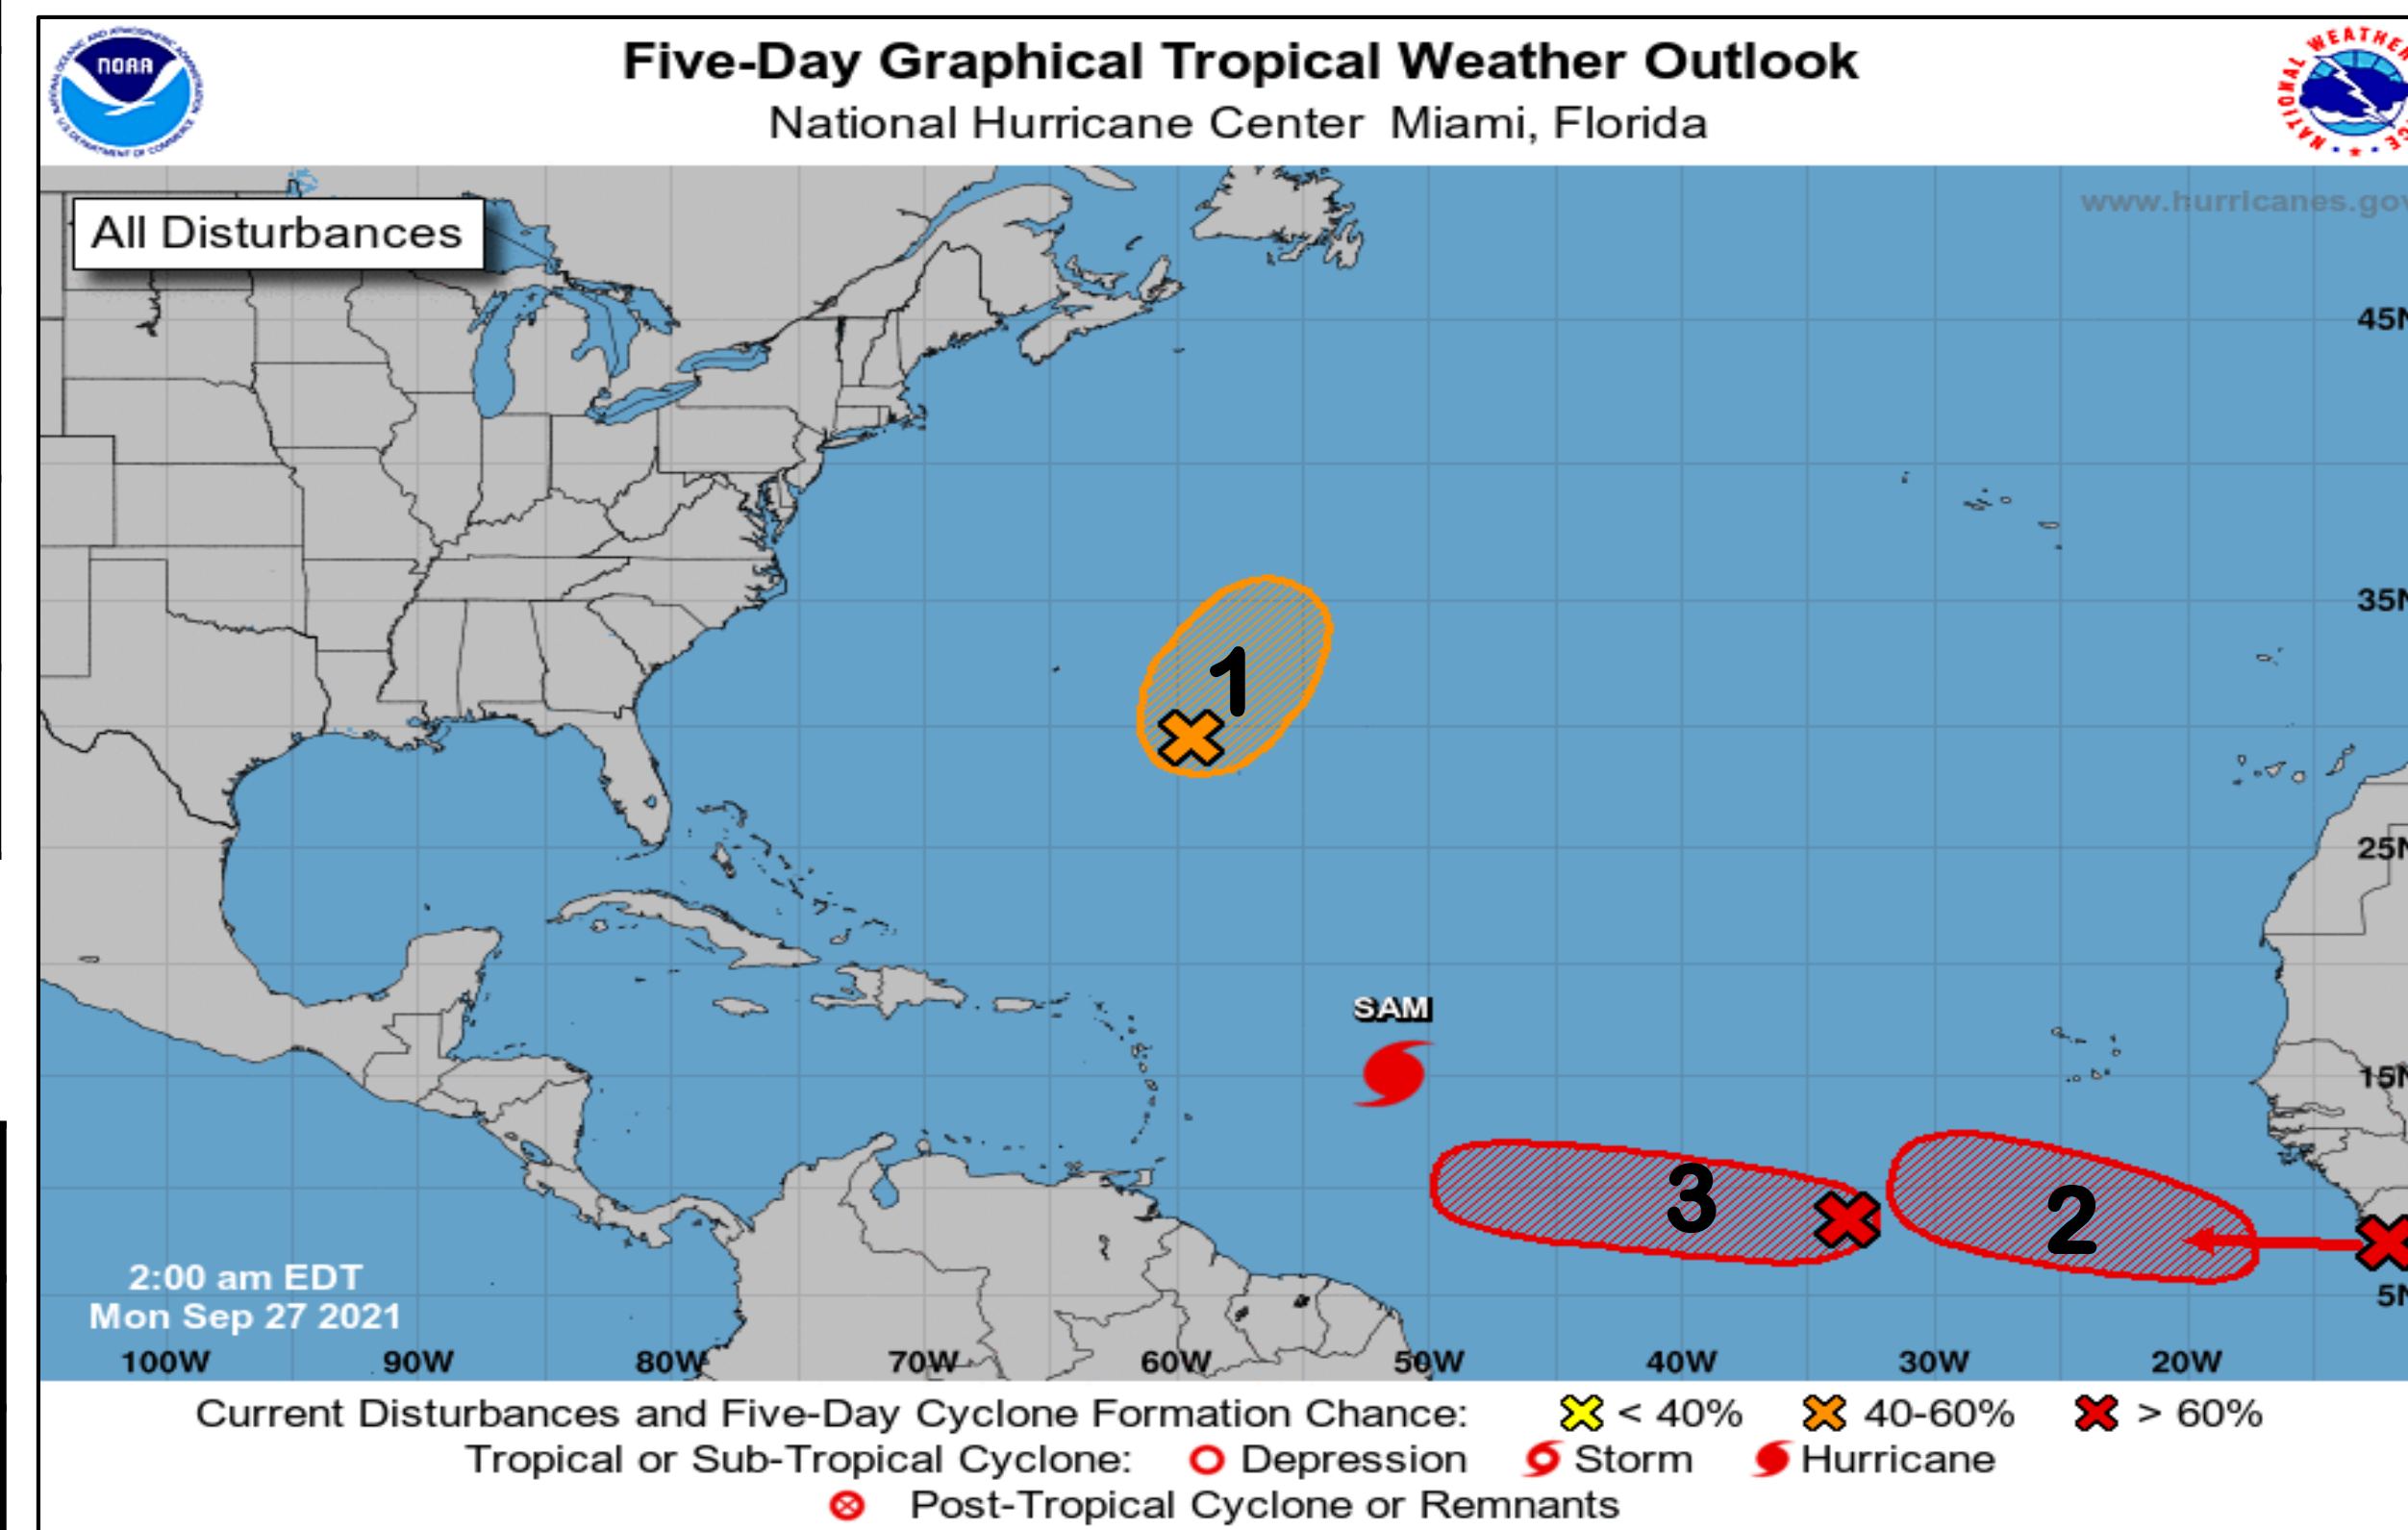 Five-Day Graphical Tropical Weather Outlook
National Hurricane Center Miami, Florida
NOAA
All Disturbances
www.hurricanes.gov
45N
35N
25N
15N
5N
1
SAM
3
2
2:00 am EDT
Mon Sep 27 2021
100W 90W 80W 70W 60W 50W 40W 30W 20W
Current Disturbances and Five-Day Cyclone Formation Chance: < 40% 40-60% > 60%
Tropical or Sub-Tropical Cyclone: Depression Storm Hurricane
Post-Tropical Cyclone or Remnants